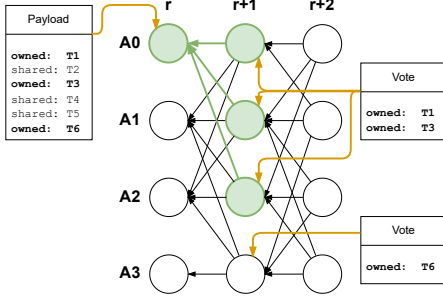 Payload
owned: T1
shared: T2
owned: T3
shared: T4
shared: T5
owned: T6
r
r+1
r+2
A0
A1
A2
A3
Vote
owned: T1
owned: T3
Vote
owned: T6